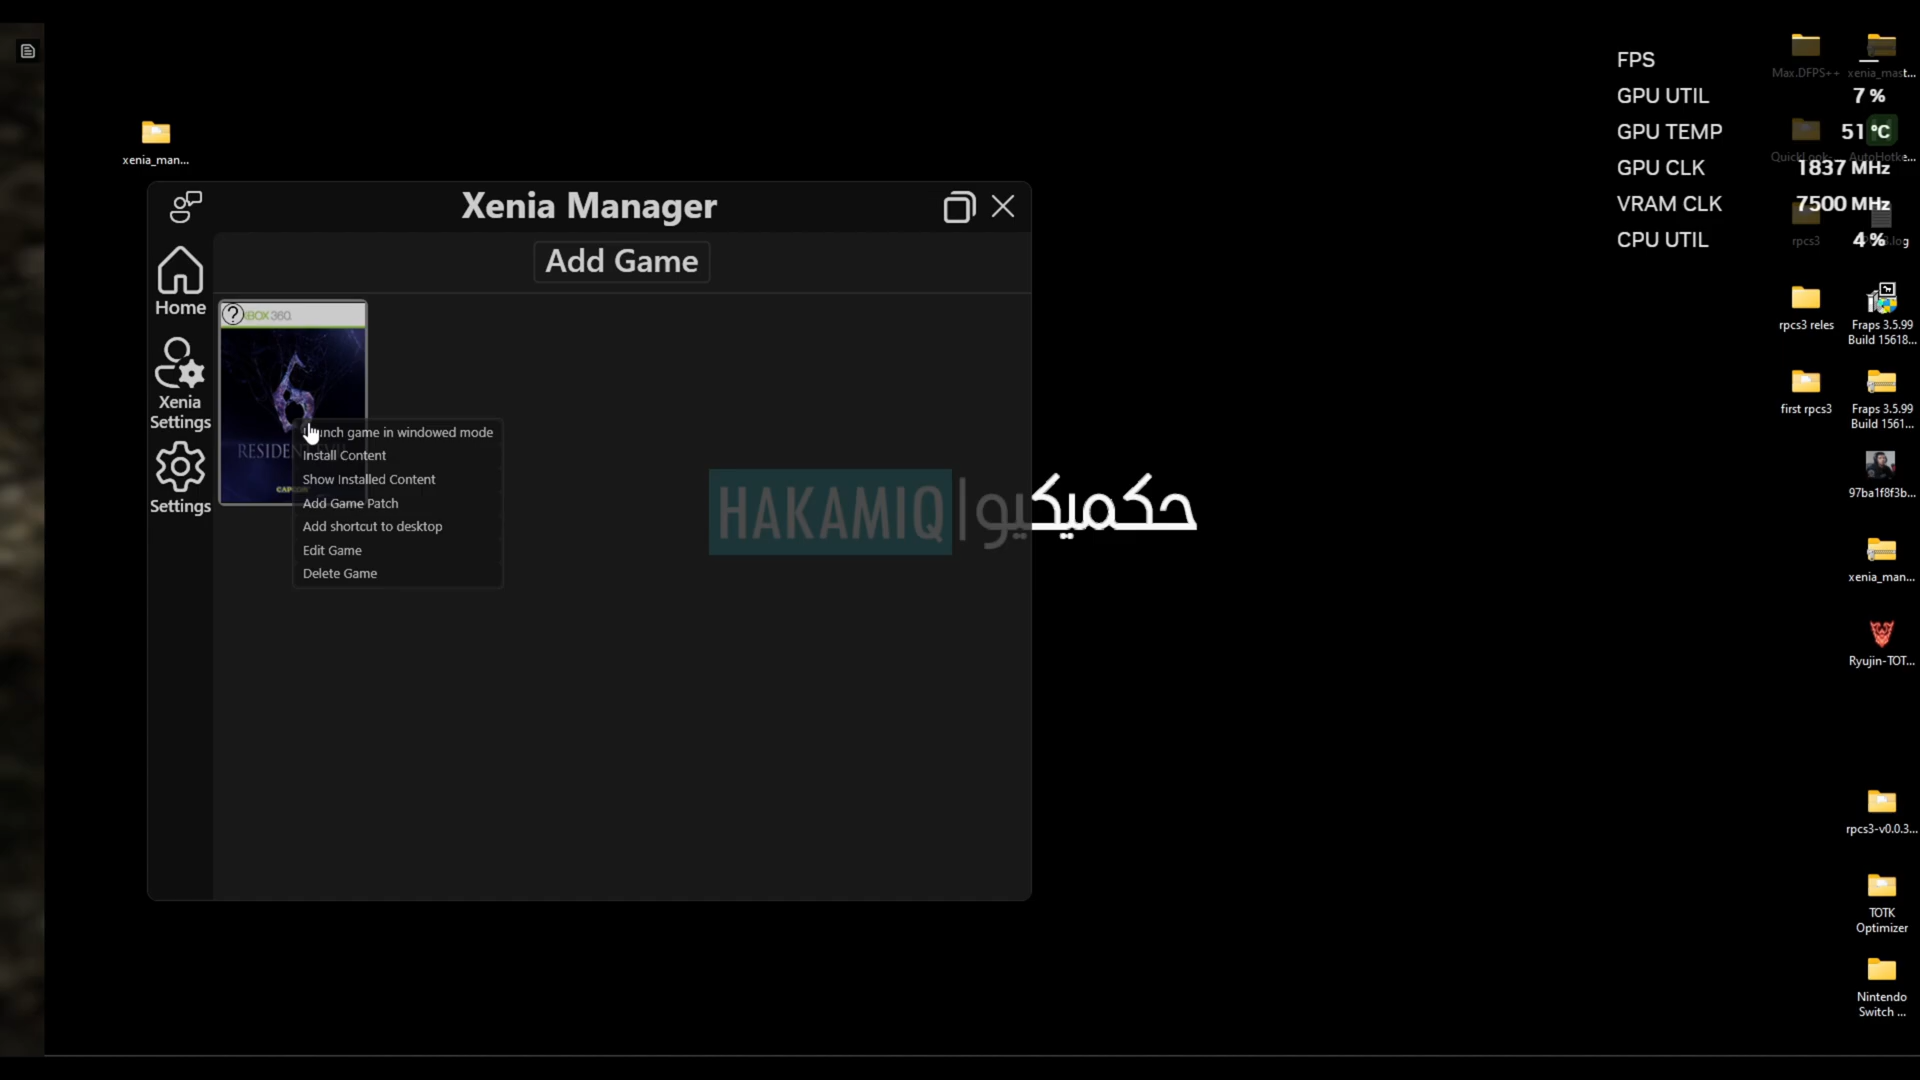 FPS
GPU UTIL 7 %
GPU TEMP 51 °C
GPU CLK 1837 MHz
VRAM CLK 7500 MHz
CPU UTIL 4 %
Max.DFPS++
xenia_mast...
rpcs3
rpcs3 reles
Fraps 3.5.99
Build 15618...
first rpcs3
Fraps 3.5.99
Build 1561...
97ba1f8f3b...
xenia_man...
Ryujin-TOT...
rpcs3-v0.0.3...
TOTK
Optimizer
Nintendo
Switch ...
xenia_man...
Xenia Manager
Add Game
Home
Xenia
Settings
Settings
XBOX 360.
RESIDENT
game in windowed mode
Install Content
Show Installed Content
Add Game Patch
Add shortcut to desktop
Edit Game
Delete Game
HAKAMIQ|حكميكيو